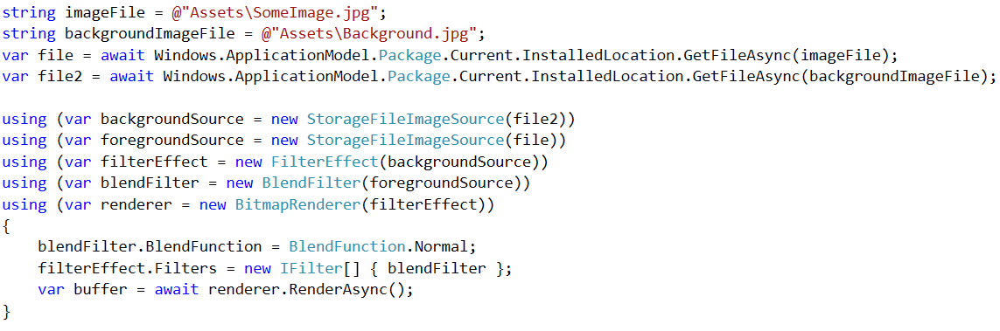 string imageFile = @"Assets\SomeImage.jpg";
string backgroundImageFile = @"Assets\Background.jpg";
var file = await Windows.ApplicationModel.Package.Current.InstalledLocation.GetFileAsync(imageFile);
var file2 = await Windows.ApplicationModel.Package.Current.InstalledLocation.GetFileAsync(backgroundImageFile);

using (var backgroundSource = new StorageFileImageSource(file2))
using (var foregroundSource = new StorageFileImageSource(file))
using (var filterEffect = new FilterEffect(backgroundSource))
using (var blendFilter = new BlendFilter(foregroundSource))
using (var renderer = new BitmapRenderer(filterEffect))
{
    blendFilter.BlendFunction = BlendFunction.Normal;
    filterEffect.Filters = new IFilter[] { blendFilter };
    var buffer = await renderer.RenderAsync();
}